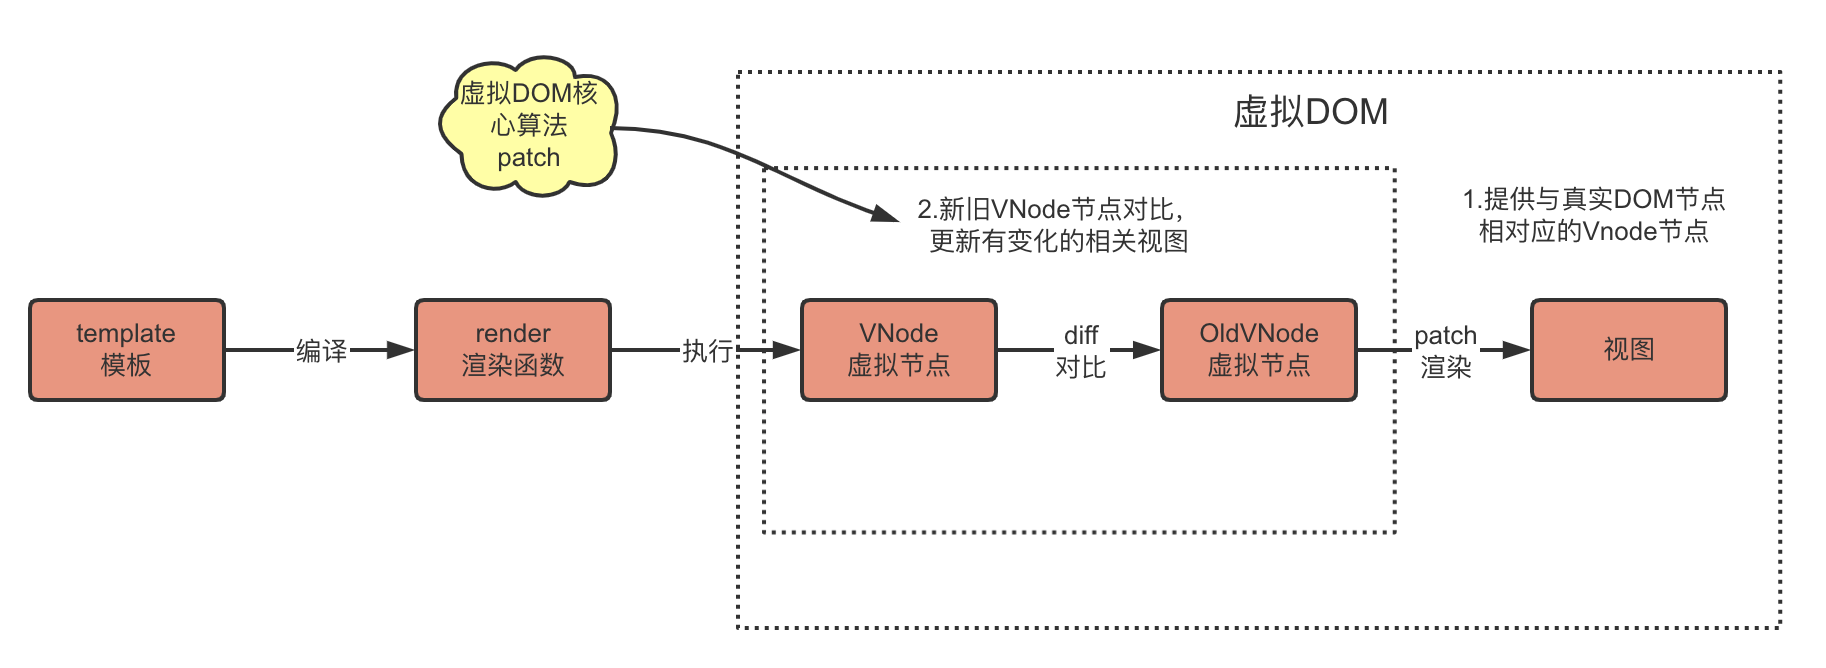 虚拟DOM核
心算法
patch
虚拟DOM
2.新旧VNode节点对比，
更新有变化的相关视图
1.提供与真实DOM节点
相对应的Vnode节点
template
模板
编译
render
渲染函数
执行
VNode
虚拟节点
diff
对比
OldVNode
虚拟节点
patch
渲染
视图